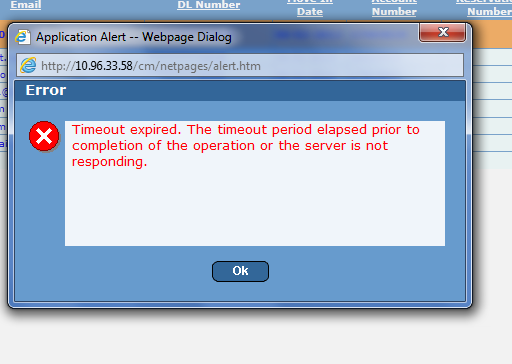 Email DL Number Move-In Date Account Number Reservation Number
Application Alert -- Webpage Dialog
http://10.96.33.58/cm/netpages/alert.htm
Error
Timeout expired. The timeout period elapsed prior to
completion of the operation or the server is not
responding.
Ok